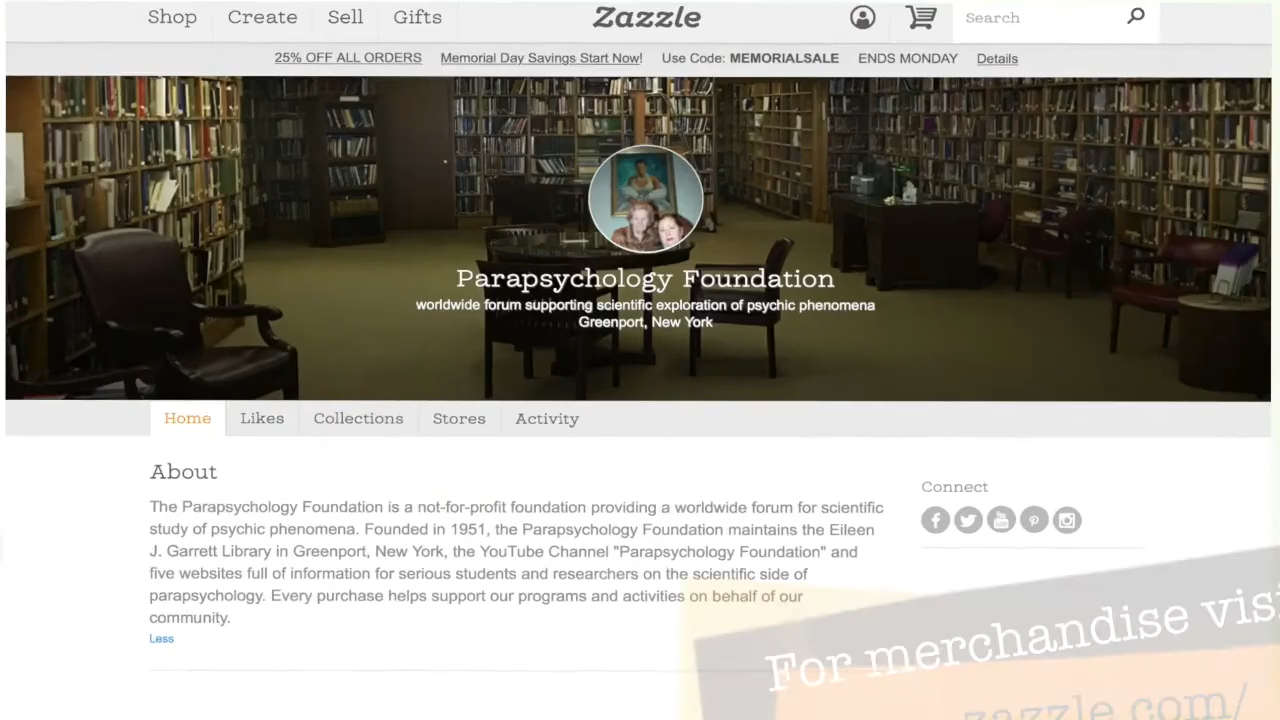 Shop
Create
Sell
Gifts
Zazzle
Search
25% OFF ALL ORDERS Memorial Day Savings Start Now! Use Code: MEMORIALSALE ENDS MONDAY Details
Parapsychology Foundation
worldwide forum supporting scientific exploration of psychic phenomena
Greenport, New York
Home
Likes
Collections
Stores
Activity
About
The Parapsychology Foundation is a not-for-profit foundation providing a worldwide forum for scientific
study of psychic phenomena. Founded in 1951, the Parapsychology Foundation maintains the Eileen
J. Garrett Library in Greenport, New York, the YouTube Channel "Parapsychology Foundation" and
five websites full of information for serious students and researchers on the scientific side of
parapsychology. Every purchase helps support our programs and activities on behalf of our
community.
Less
Connect
For merchandise
zazzle.com/